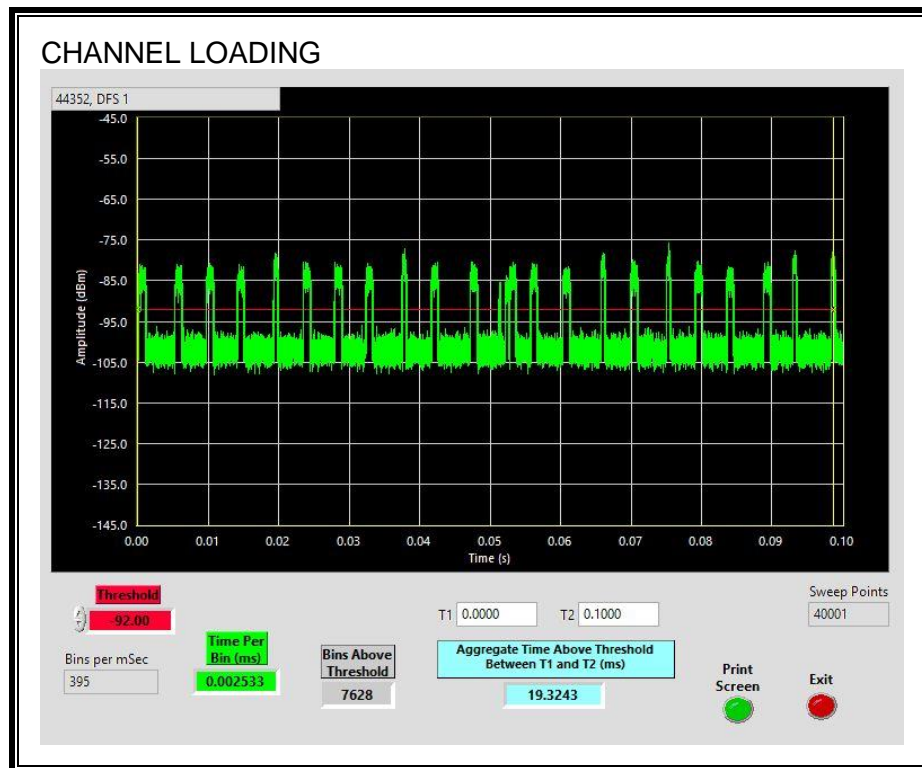 CHANNEL LOADING
44352, DFS 1
-45.0
-55.0
-65.0
-75.0
-85.0
-95.0
-105.0
-115.0
-125.0
-135.0
-145.0
Amplitude (dBm)
0.00 0.01 0.02 0.03 0.04 0.05 0.06 0.07 0.08 0.09 0.10
Time (s)
Threshold
-92.00
T1 0.0000 T2 0.1000
Sweep Points
40001
Bins per mSec
395
Time Per
Bin (ms)
0.002533
Bins Above
Threshold
7628
Aggregate Time Above Threshold
Between T1 and T2 (ms)
19.3243
Print
Screen
Exit